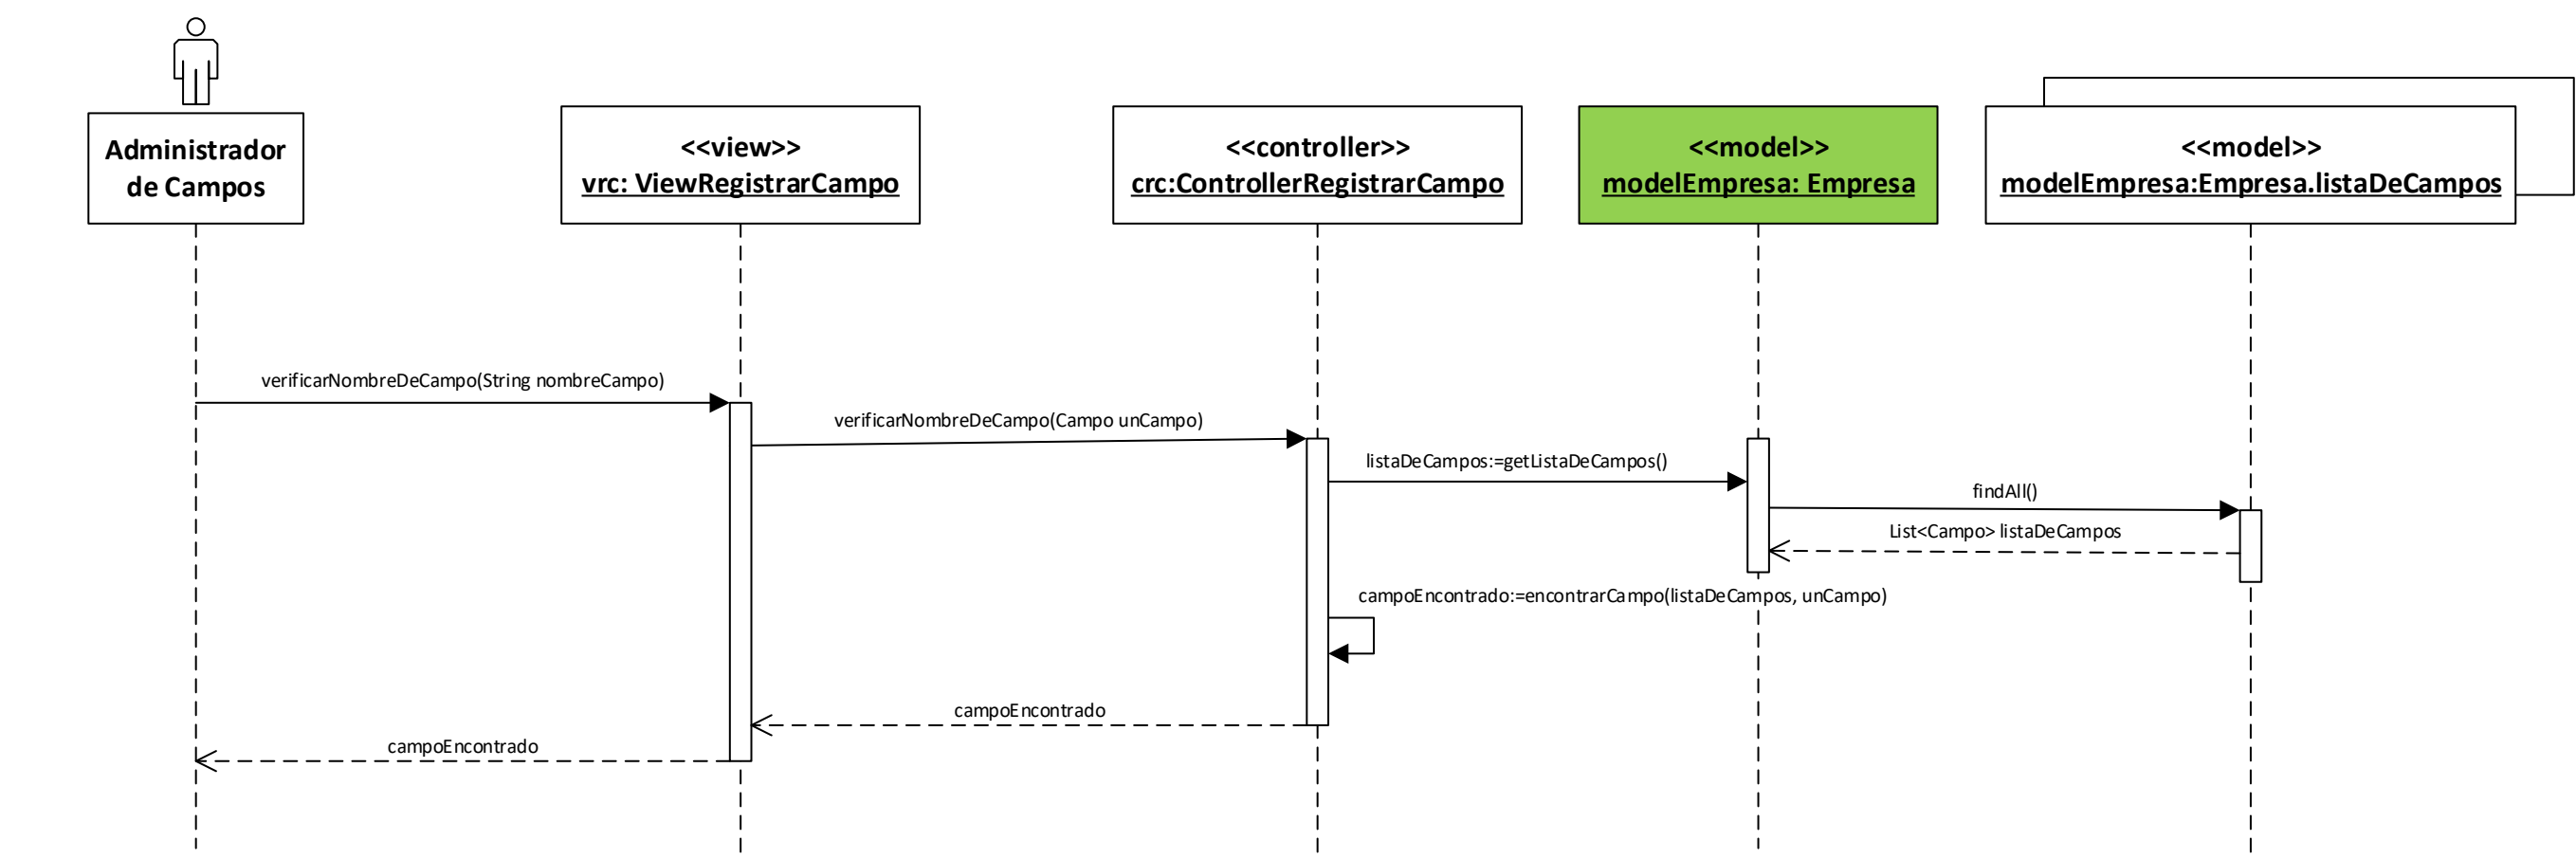 Administrador
de Campos
<<view>>
vrc: ViewRegistrarCampo
<<controller>>
crc:ControllerRegistrarCampo
<<model>>
modelEmpresa: Empresa
<<model>>
modelEmpresa:Empresa.listaDeCampos
verificarNombreDeCampo(String nombreCampo)
verificarNombreDeCampo(Campo unCampo)
listaDeCampos:=getListaDeCampos()
findAll()
List<Campo> listaDeCampos
campoEncontrado:=encontrarCampo(listaDeCampos, unCampo)
campoEncontrado
campoEncontrado